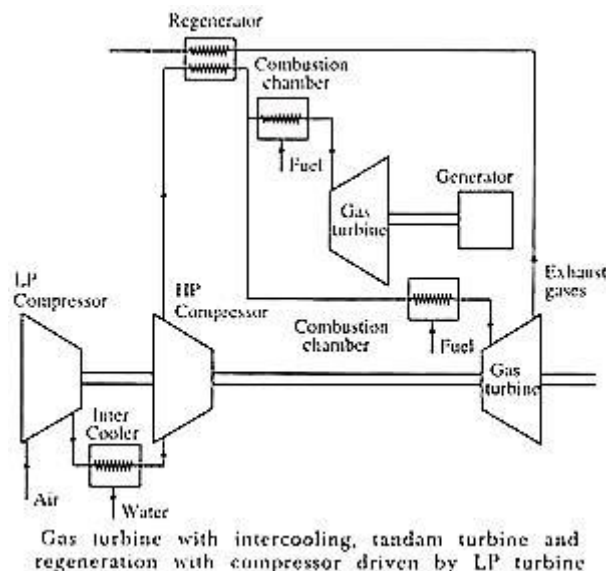 Regenerator
Combustion
chamber
Fuel
Gas
turbine
Generator
LP
Compressor
HP
Compressor
Combustion
chamber
Fuel
Exhaust
gases
Gas
turbine
Inter
Cooler
Air
Water
Gas turbine with intercooling, tandam turbine and
regeneration with compressor driven by LP turbine